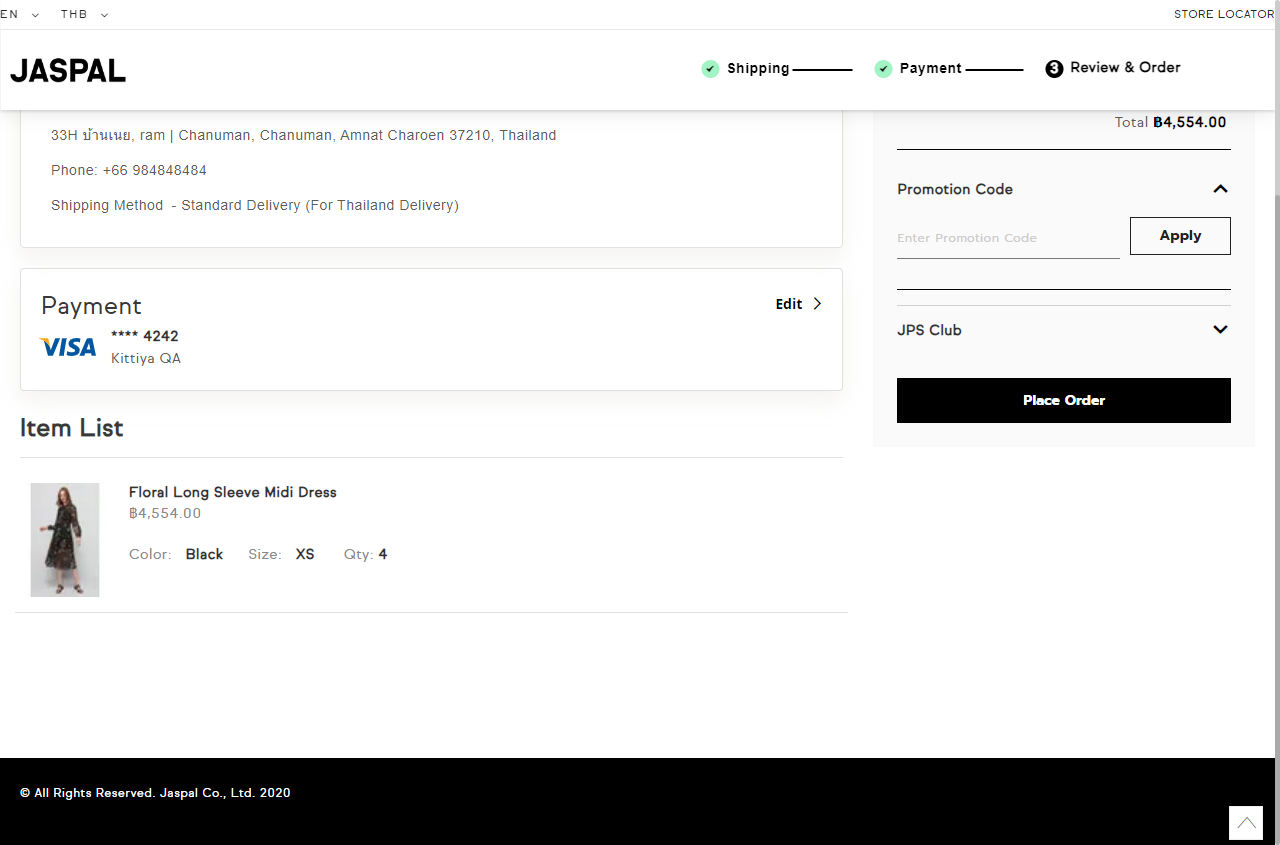 EN THB STORE LOCATOR
JASPAL
Shipping Payment 3 Review & Order
33H บ้านเนย, ram | Chanuman, Chanuman, Amnat Charoen 37210, Thailand
Phone: +66 984848484
Shipping Method - Standard Delivery (For Thailand Delivery)
Payment
Edit
VISA
**** 4242
Kittiya QA
Item List
Floral Long Sleeve Midi Dress
฿4,554.00
Color: Black Size: XS Qty: 4
Total ฿4,554.00
Promotion Code
Enter Promotion Code
Apply
JPS Club
Place Order
© All Rights Reserved. Jaspal Co., Ltd. 2020